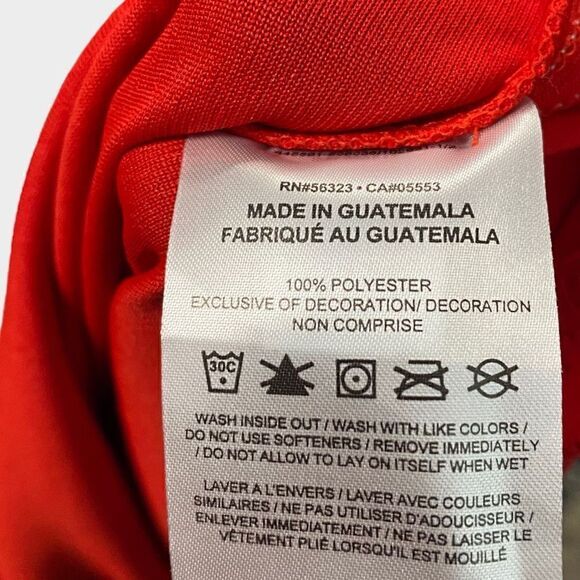 RN#56323 • CA#05553
MADE IN GUATEMALA
FABRIQUÉ AU GUATEMALA
100% POLYESTER
EXCLUSIVE OF DECORATION/ DECORATION
NON COMPRISE
30C
WASH INSIDE OUT / WASH WITH LIKE COLORS /
DO NOT USE SOFTENERS / REMOVE IMMEDIATELY
/ DO NOT ALLOW TO LAY ON ITSELF WHEN WET
LAVER A L'ENVERS / LAVER AVEC COULEURS
SIMILAIRES / NE PAS UTILISER D'ADOUCISSEUR /
ENLEVER IMMÉDIATEMENT / NE PAS LAISSER LE
VÊTEMENT PLIÉ LORSQU'IL EST MOUILLÉ